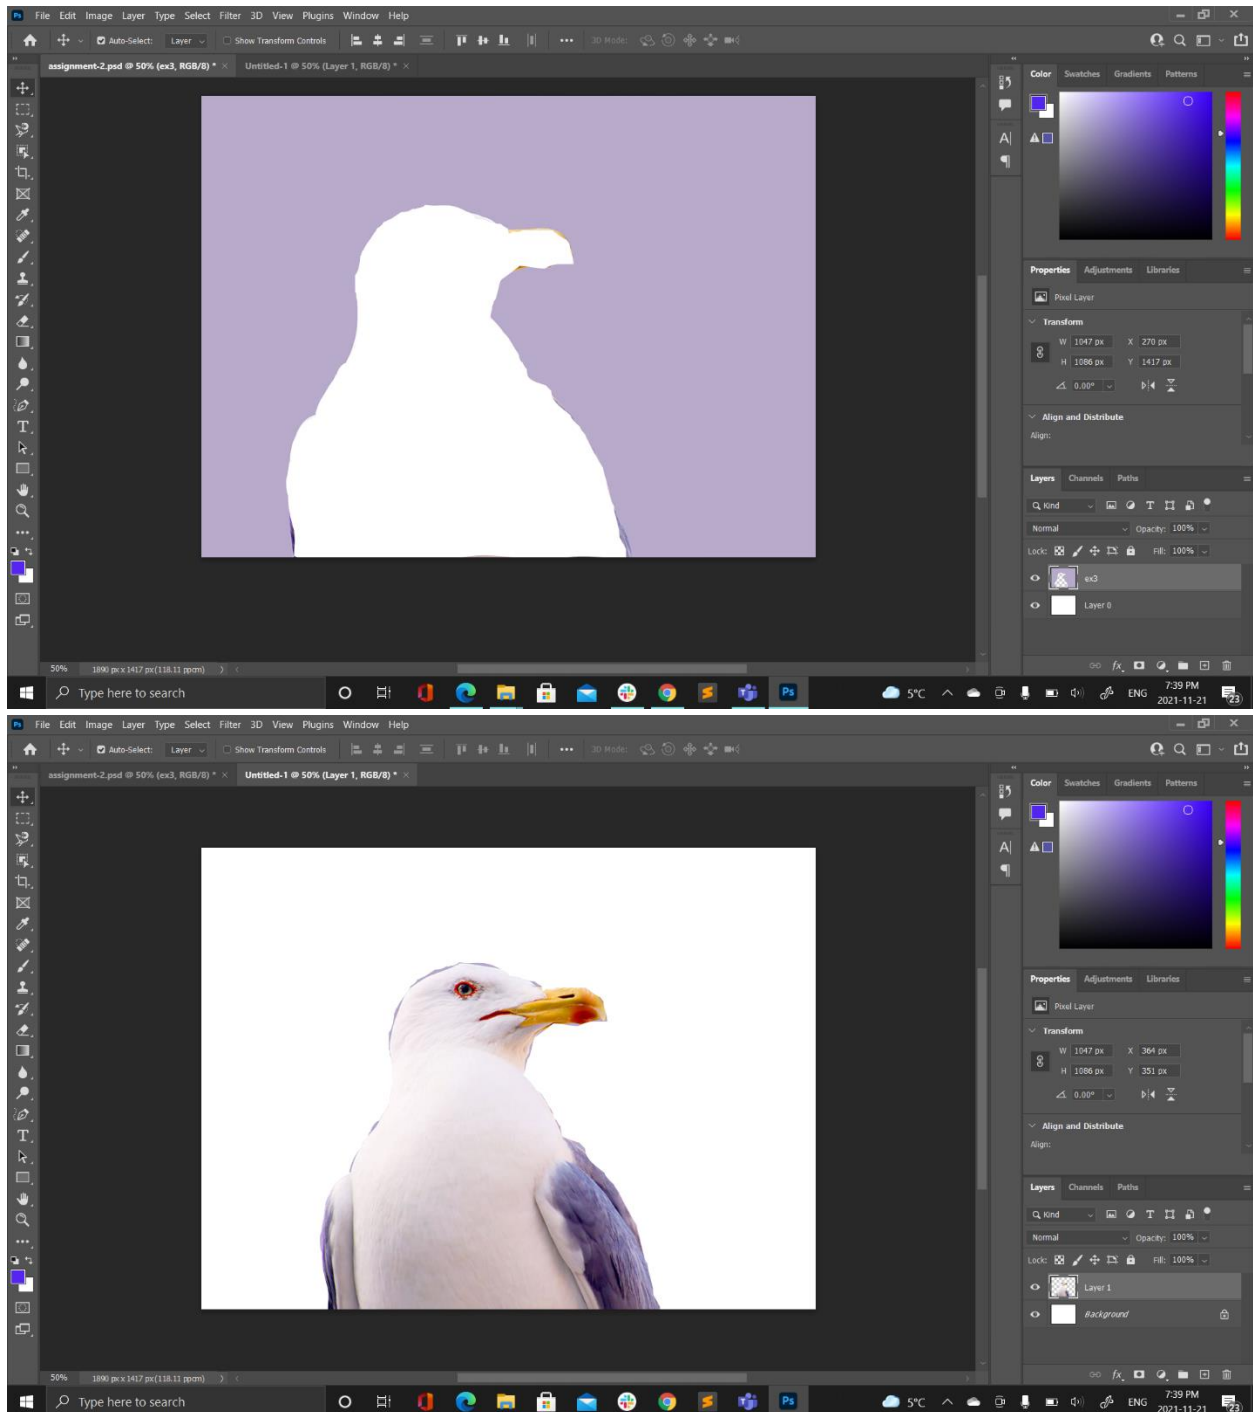 Ps File Edit Image Layer Type Select Filter 3D View Plugins Window Help
Auto-Select: Layer Show Transform Controls 3D Mode:
assignment-2.psd @ 50% (ex3, RGB/8) * × Untitled-1 @ 50% (Layer 1, RGB/8) * ×
Color Swatches Gradients Patterns
Properties Adjustments Libraries
Pixel Layer
Transform
W 1047 px X 270 px
H 1086 px Y 1417 px
0.00°
Align and Distribute
Align:
Layers Channels Paths
Kind
Normal Opacity: 100%
Lock: Fill: 100%
ex3
Layer 0
fx
50% 1890 px x 1417 px (118.11 ppcm)
Type here to search Ps 5°C ENG 7:39 PM
2021-11-21 23
Ps File Edit Image Layer Type Select Filter 3D View Plugins Window Help
Auto-Select: Layer Show Transform Controls 3D Mode:
assignment-2.psd @ 50% (ex3, RGB/8) * × Untitled-1 @ 50% (Layer 1, RGB/8) * ×
Color Swatches Gradients Patterns
Properties Adjustments Libraries
Pixel Layer
Transform
W 1047 px X 364 px
H 1086 px Y 351 px
0.00°
Align and Distribute
Align:
Layers Channels Paths
Kind
Normal Opacity: 100%
Lock: Fill: 100%
Layer 1
Background
fx
50% 1890 px x 1417 px (118.11 ppcm)
Type here to search Ps 5°C ENG 7:39 PM
2021-11-21 23